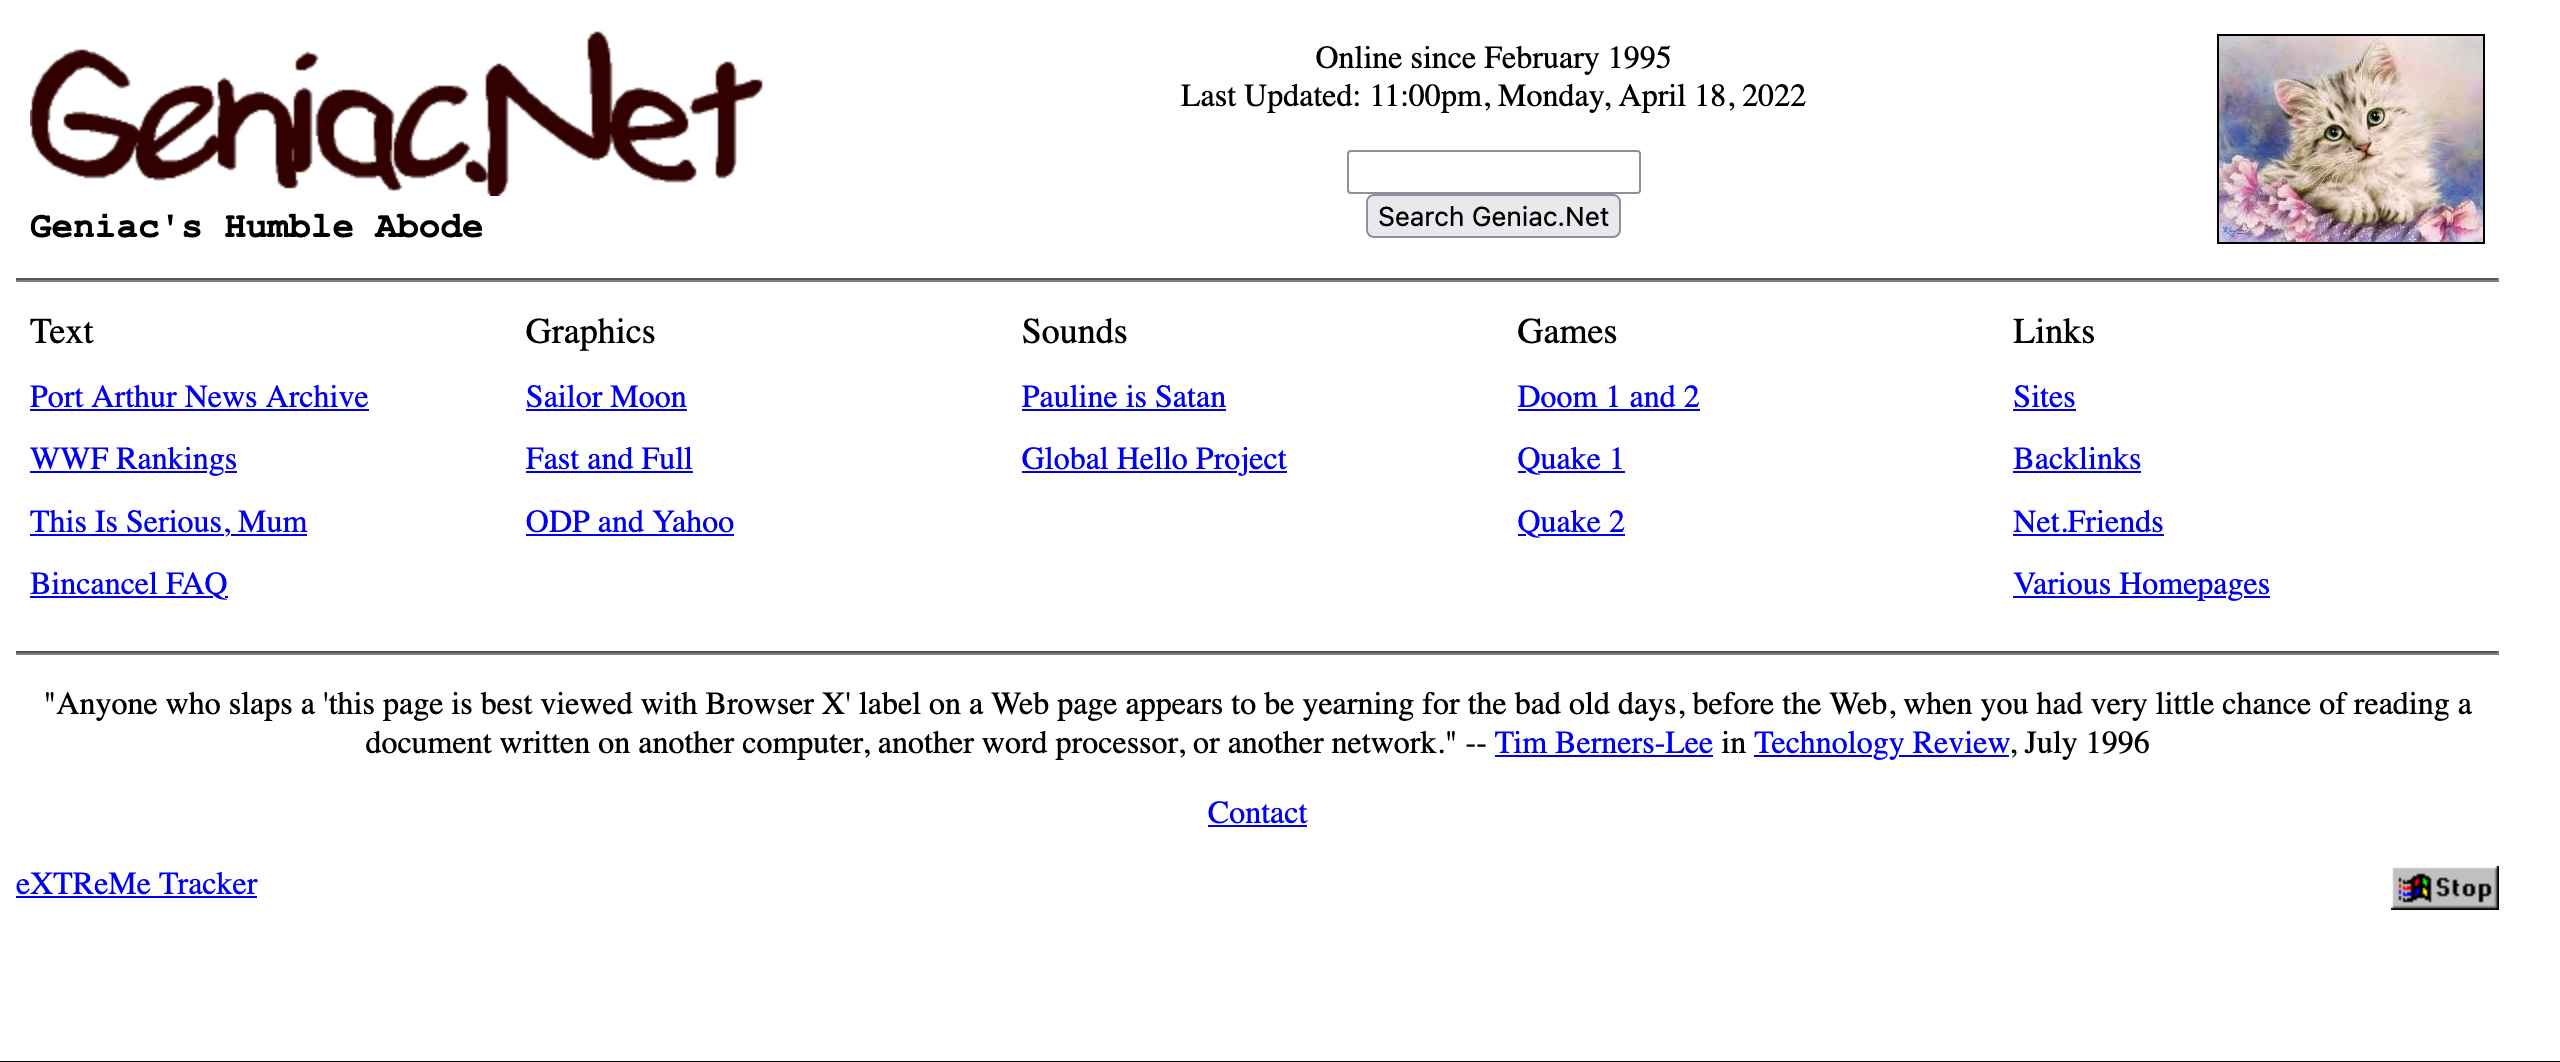 Geniac.Net
Geniac's Humble Abode
Online since February 1995
Last Updated: 11:00pm, Monday, April 18, 2022
Search Geniac.Net
Text
Port Arthur News Archive
WWF Rankings
This Is Serious, Mum
Bincancel FAQ
Graphics
Sailor Moon
Fast and Full
ODP and Yahoo
Sounds
Pauline is Satan
Global Hello Project
Games
Doom 1 and 2
Quake 1
Quake 2
Links
Sites
Backlinks
Net.Friends
Various Homepages
"Anyone who slaps a 'this page is best viewed with Browser X' label on a Web page appears to be yearning for the bad old days, before the Web, when you had very little chance of reading a
document written on another computer, another word processor, or another network." -- Tim Berners-Lee in Technology Review, July 1996
Contact
eXTReMe Tracker
Stop